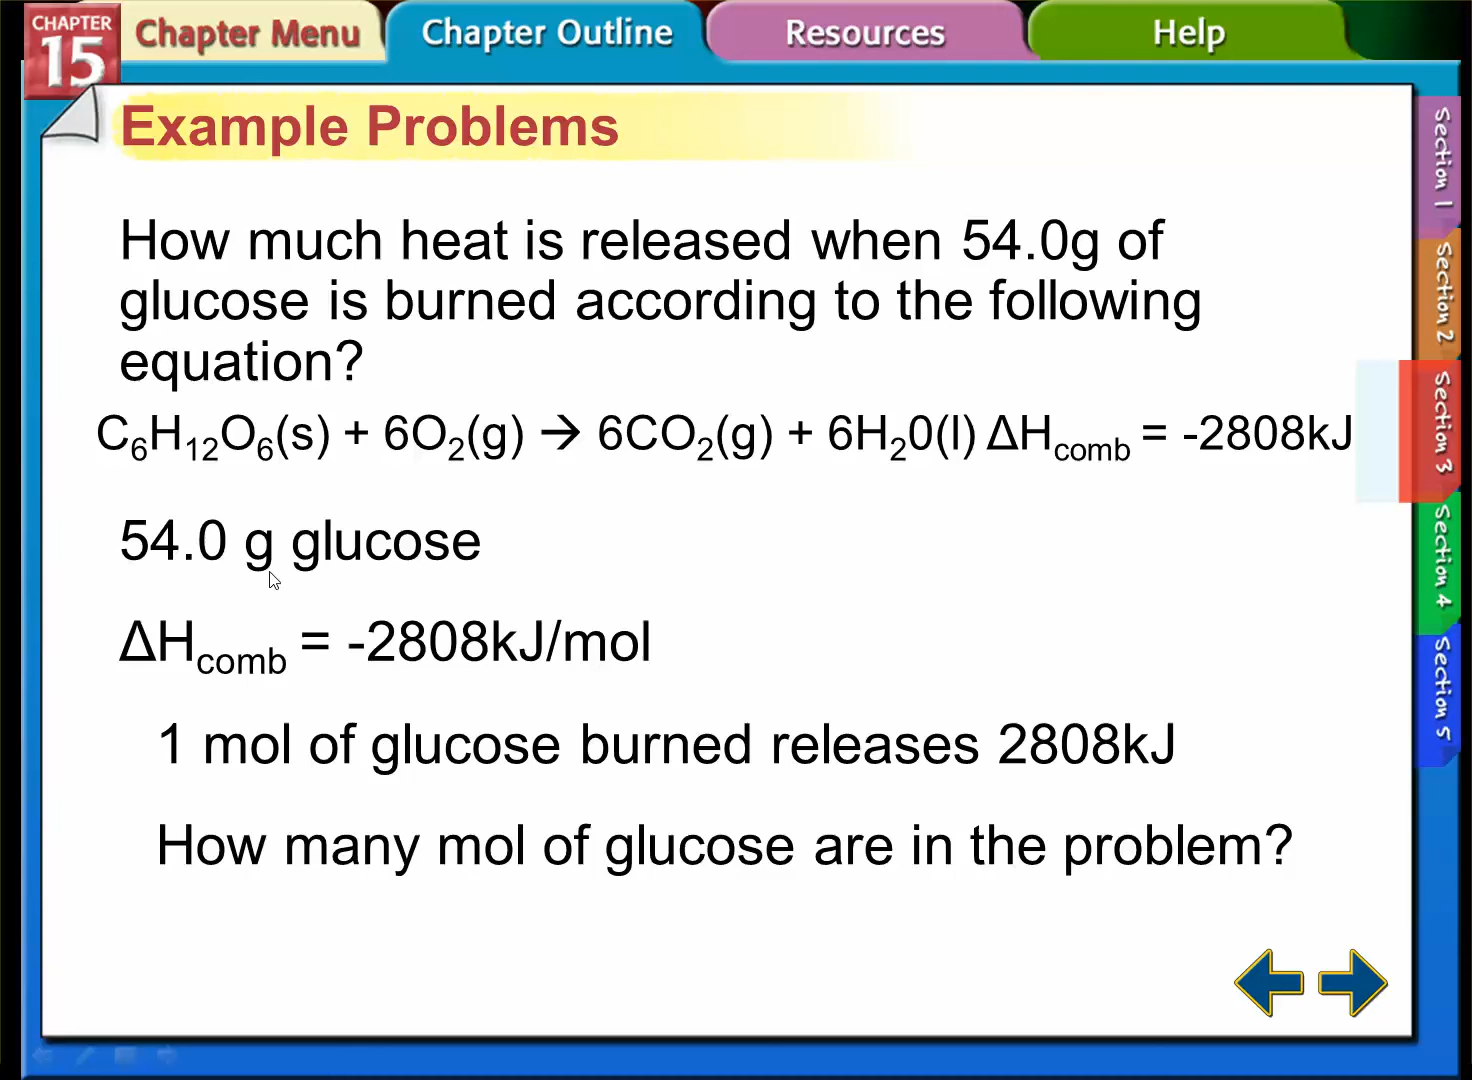 CHAPTER
15
Chapter Menu
Chapter Outline
Resources
Help
Example Problems
How much heat is released when 54.0g of
glucose is burned according to the following
equation?
C₆H₁₂O₆(s) + 6O₂(g) → 6CO₂(g) + 6H₂0(l) ΔH_comb = -2808kJ
54.0 g glucose
ΔH_comb = -2808kJ/mol
1 mol of glucose burned releases 2808kJ
How many mol of glucose are in the problem?
Section 1
Section 2
Section 3
Section 4
Section 5